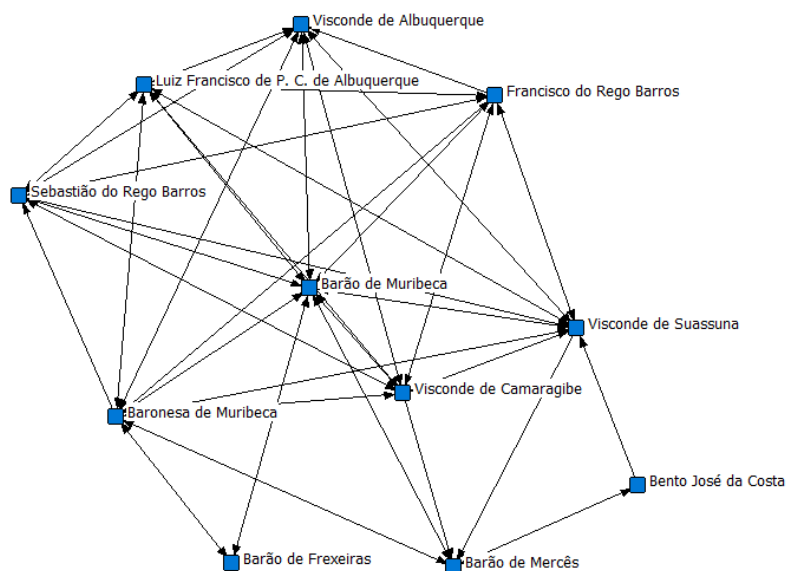 Visconde de Albuquerque
Luiz Francisco de P. C. de Albuquerque
Francisco do Rego Barros
Sebastião do Rego Barros
Barão de Muribeca
Visconde de Suassuna
Visconde de Camaragibe
Baronesa de Muribeca
Bento José da Costa
Barão de Frexeiras
Barão de Mercês